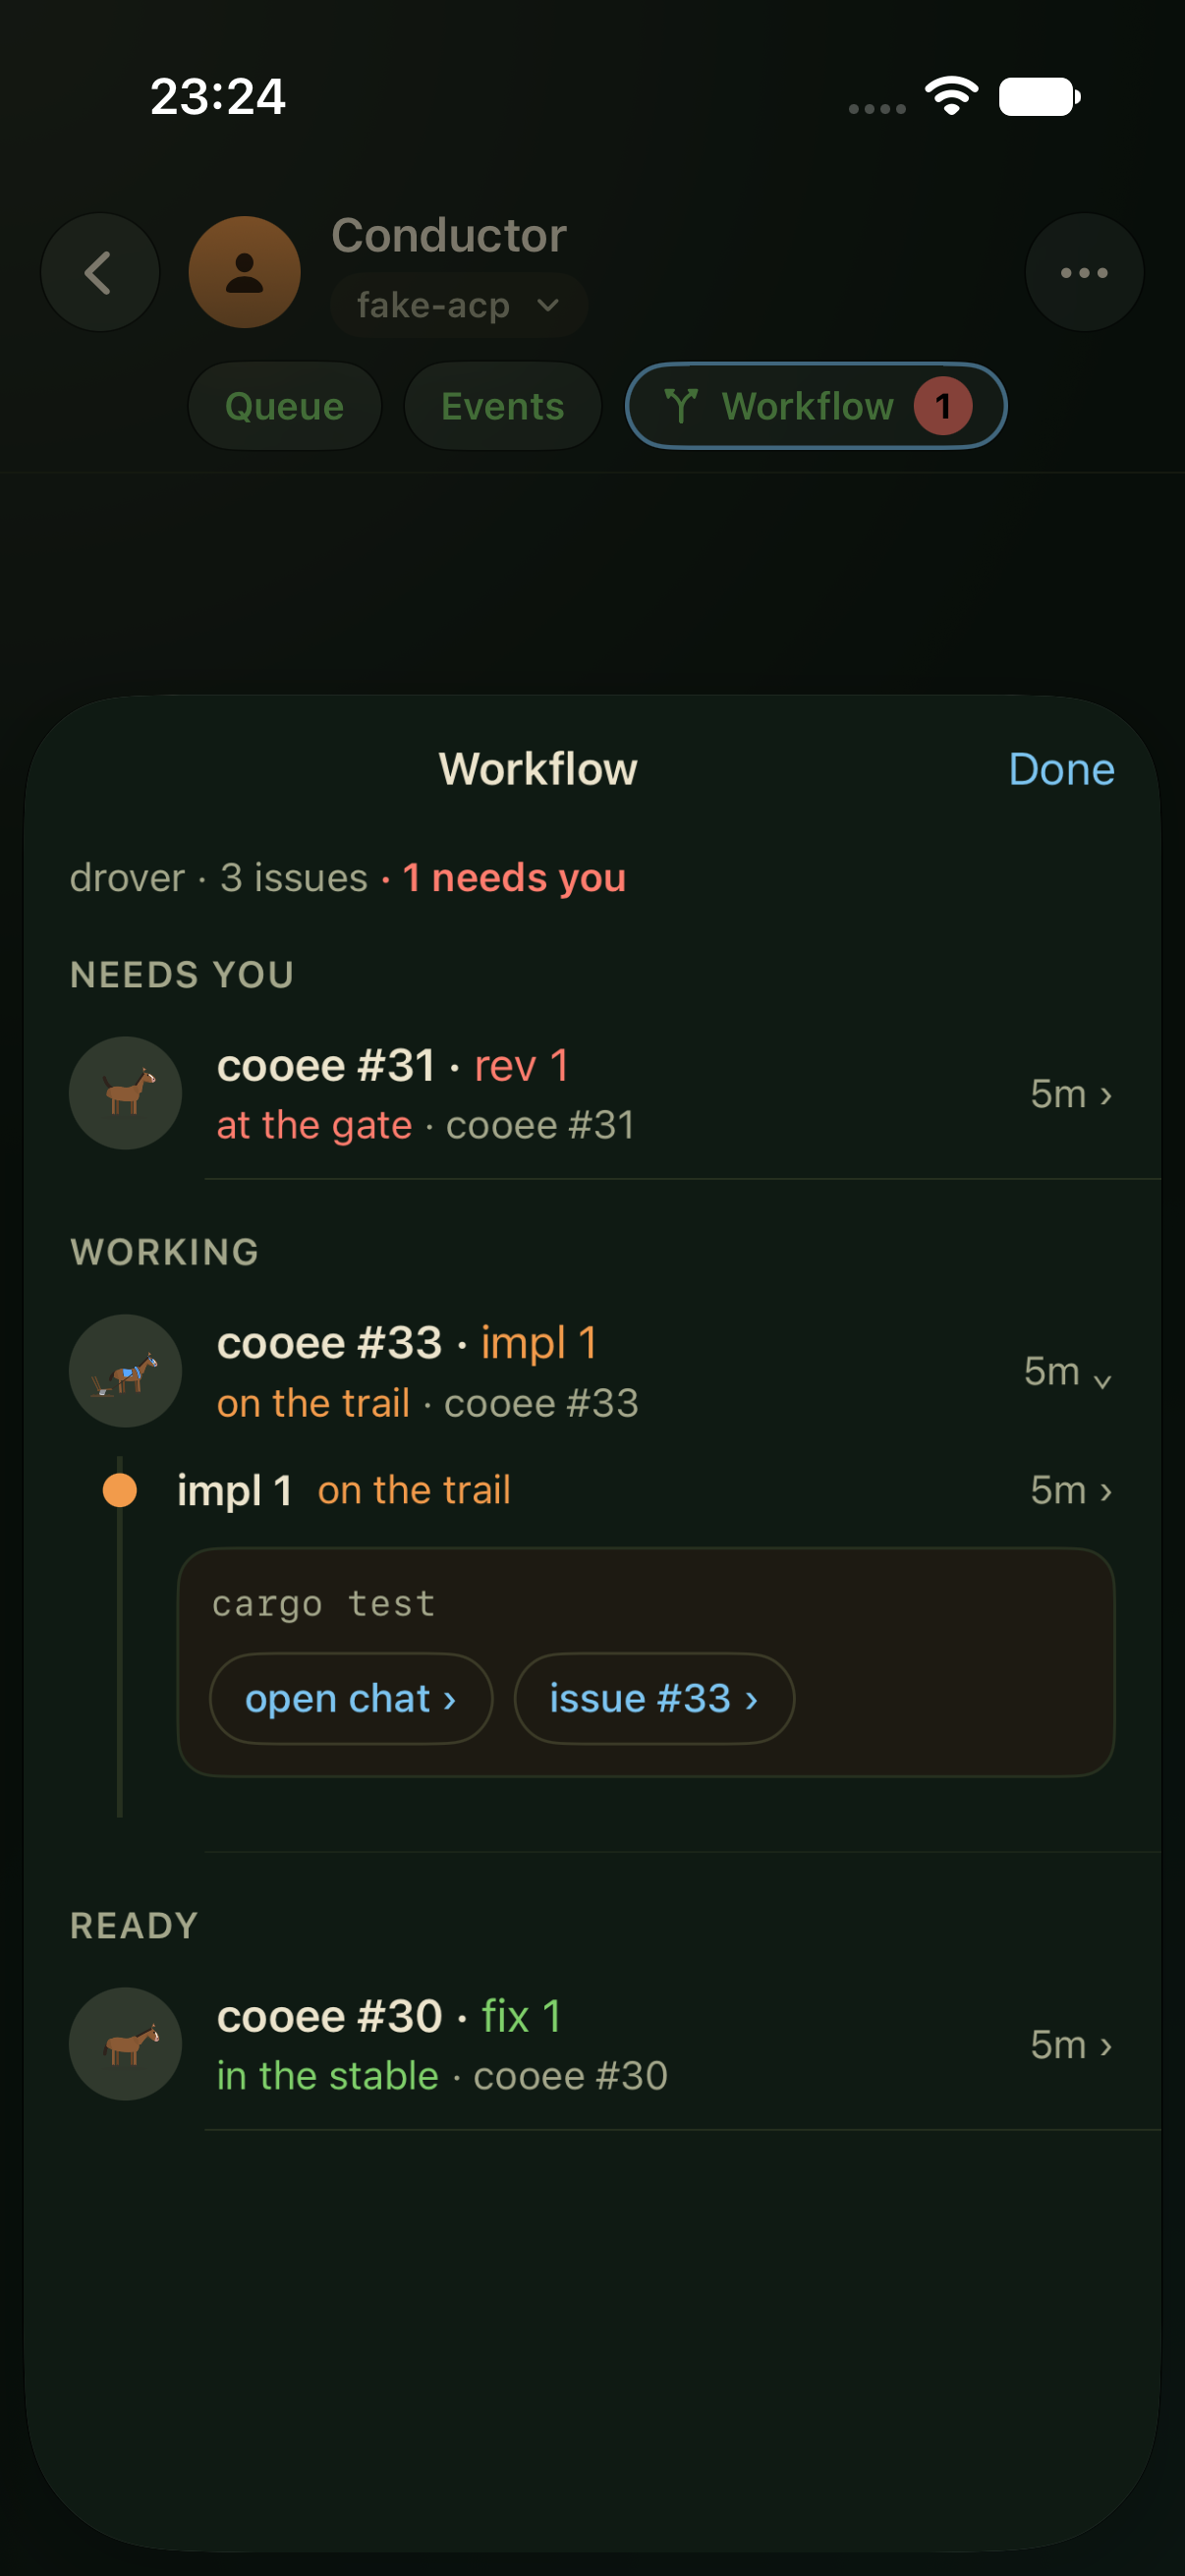 23:24
Conductor
fake-acp
Queue
Events
Workflow 1
Workflow
Done
drover · 3 issues · 1 needs you
NEEDS YOU
cooee #31 · rev 1
at the gate · cooee #31
5m ›
WORKING
cooee #33 · impl 1
on the trail · cooee #33
5m ⌄
impl 1 on the trail
5m ›
cargo test
open chat ›
issue #33 ›
READY
cooee #30 · fix 1
in the stable · cooee #30
5m ›